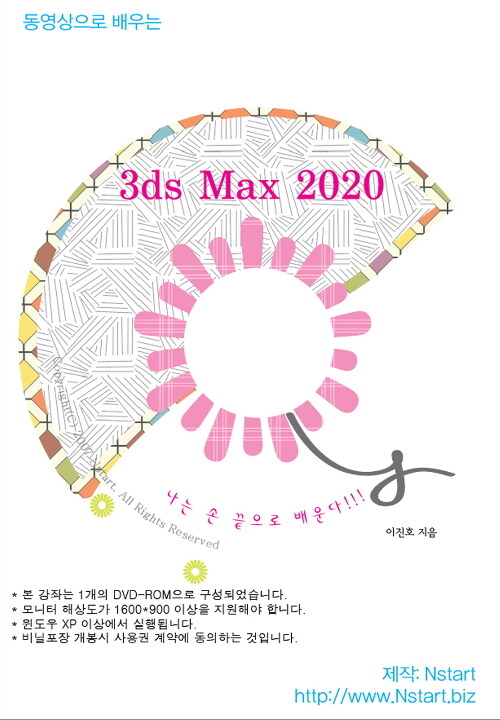 동영상으로 배우는
3ds Max 2020
Copyright(c) 2007 Nstart. All Rights Reserved
나는 손 끝으로 배운다!!!
이진호 지음
* 본 강좌는 1개의 DVD-ROM으로 구성되었습니다.
* 모니터 해상도가 1600*900 이상을 지원해야 합니다.
* 윈도우 XP 이상에서 실행됩니다.
* 비닐포장 개봉시 사용권 계약에 동의하는 것입니다.
제작: Nstart
http://www.Nstart.biz